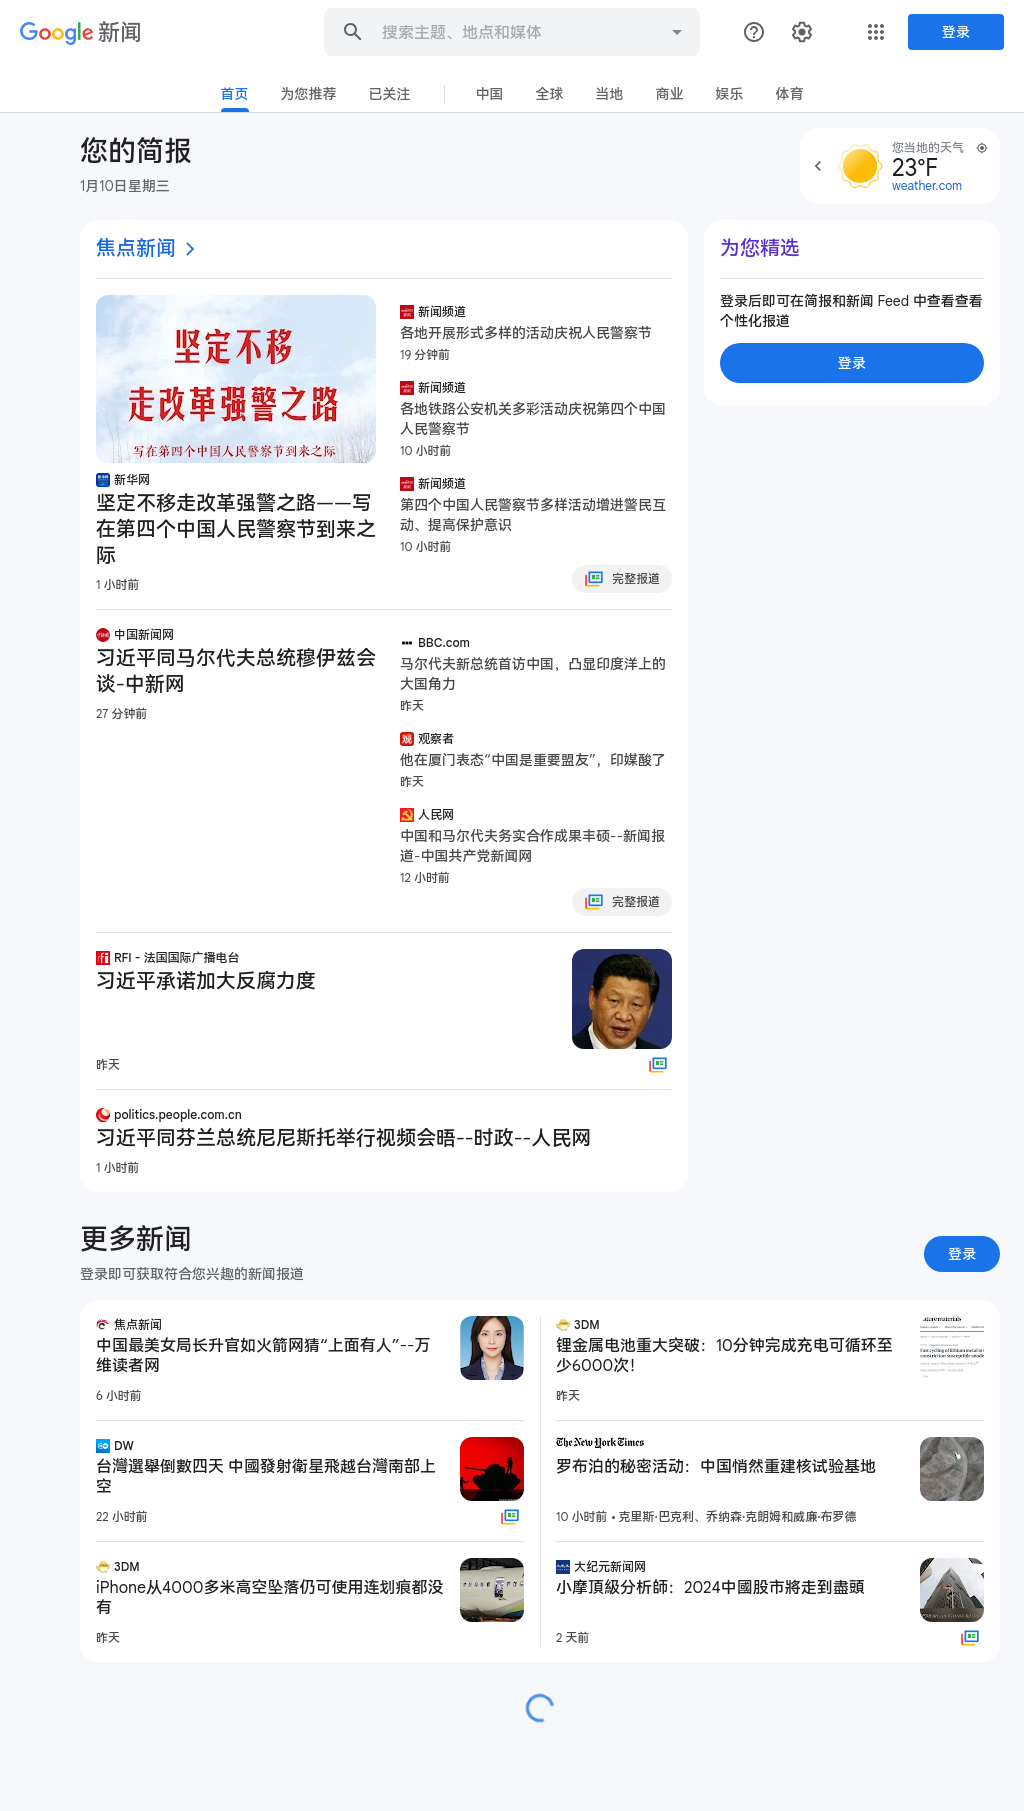 Google 新闻
搜索主题、地点和媒体
登录
首页
为您推荐
已关注
中国
全球
当地
商业
娱乐
体育
您的简报
1月10日星期三
您当地的天气
23°F
weather.com
焦点新闻
坚定不移
走改革强警之路
写在第四个中国人民警察节到来之际
新华网
坚定不移走改革强警之路——写
在第四个中国人民警察节到来之
际
1 小时前
新闻频道
各地开展形式多样的活动庆祝人民警察节
19 分钟前
新闻频道
各地铁路公安机关多彩活动庆祝第四个中国
人民警察节
10 小时前
新闻频道
第四个中国人民警察节多样活动增进警民互
动、提高保护意识
10 小时前
完整报道
为您精选
登录后即可在简报和新闻 Feed 中查看查看
个性化报道
登录
中国新闻网
习近平同马尔代夫总统穆伊兹会
谈-中新网
27 分钟前
BBC.com
马尔代夫新总统首访中国，凸显印度洋上的
大国角力
昨天
观察者
他在厦门表态“中国是重要盟友”，印媒酸了
昨天
人民网
中国和马尔代夫务实合作成果丰硕--新闻报
道-中国共产党新闻网
12 小时前
完整报道
RFI - 法国国际广播电台
习近平承诺加大反腐力度
昨天
politics.people.com.cn
习近平同芬兰总统尼尼斯托举行视频会晤--时政--人民网
1 小时前
更多新闻
登录即可获取符合您兴趣的新闻报道
登录
焦点新闻
中国最美女局长升官如火箭网猜“上面有人”--万
维读者网
6 小时前
3DM
锂金属电池重大突破：10分钟完成充电可循环至
少6000次！
昨天
DW
台灣選舉倒數四天 中國發射衛星飛越台灣南部上
空
22 小时前
The New York Times
罗布泊的秘密活动：中国悄然重建核试验基地
10 小时前 • 克里斯·巴克利、乔纳森·克朗姆和威廉·布罗德
3DM
iPhone从4000多米高空坠落仍可使用连划痕都没
有
昨天
大纪元新闻网
小摩頂級分析師：2024中國股市將走到盡頭
2 天前